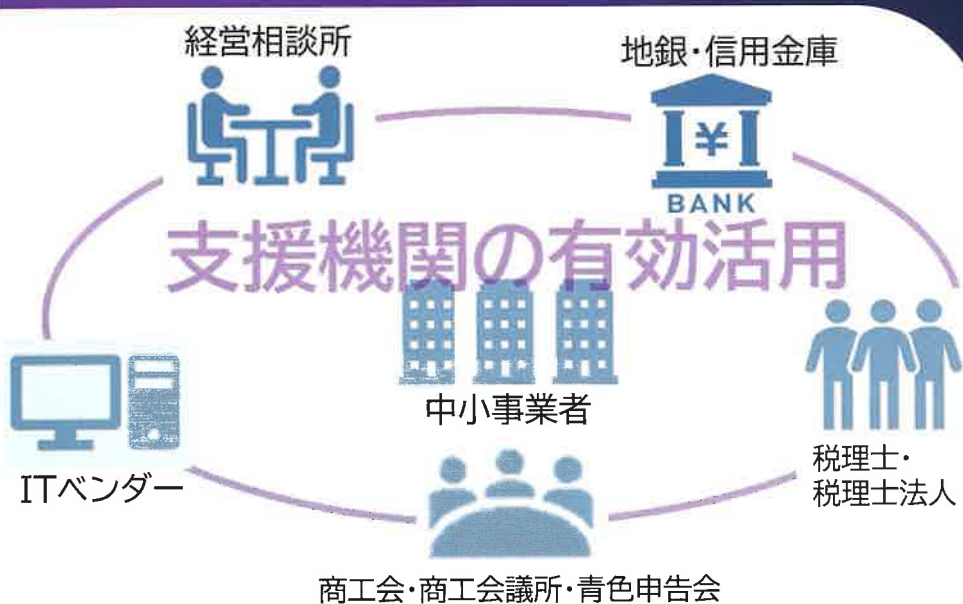 経営相談所
地銀・信用金庫
¥
BANK
支援機関の有効活用
中小事業者
ITベンダー
税理士・
税理士法人
商工会・商工会議所・青色申告会